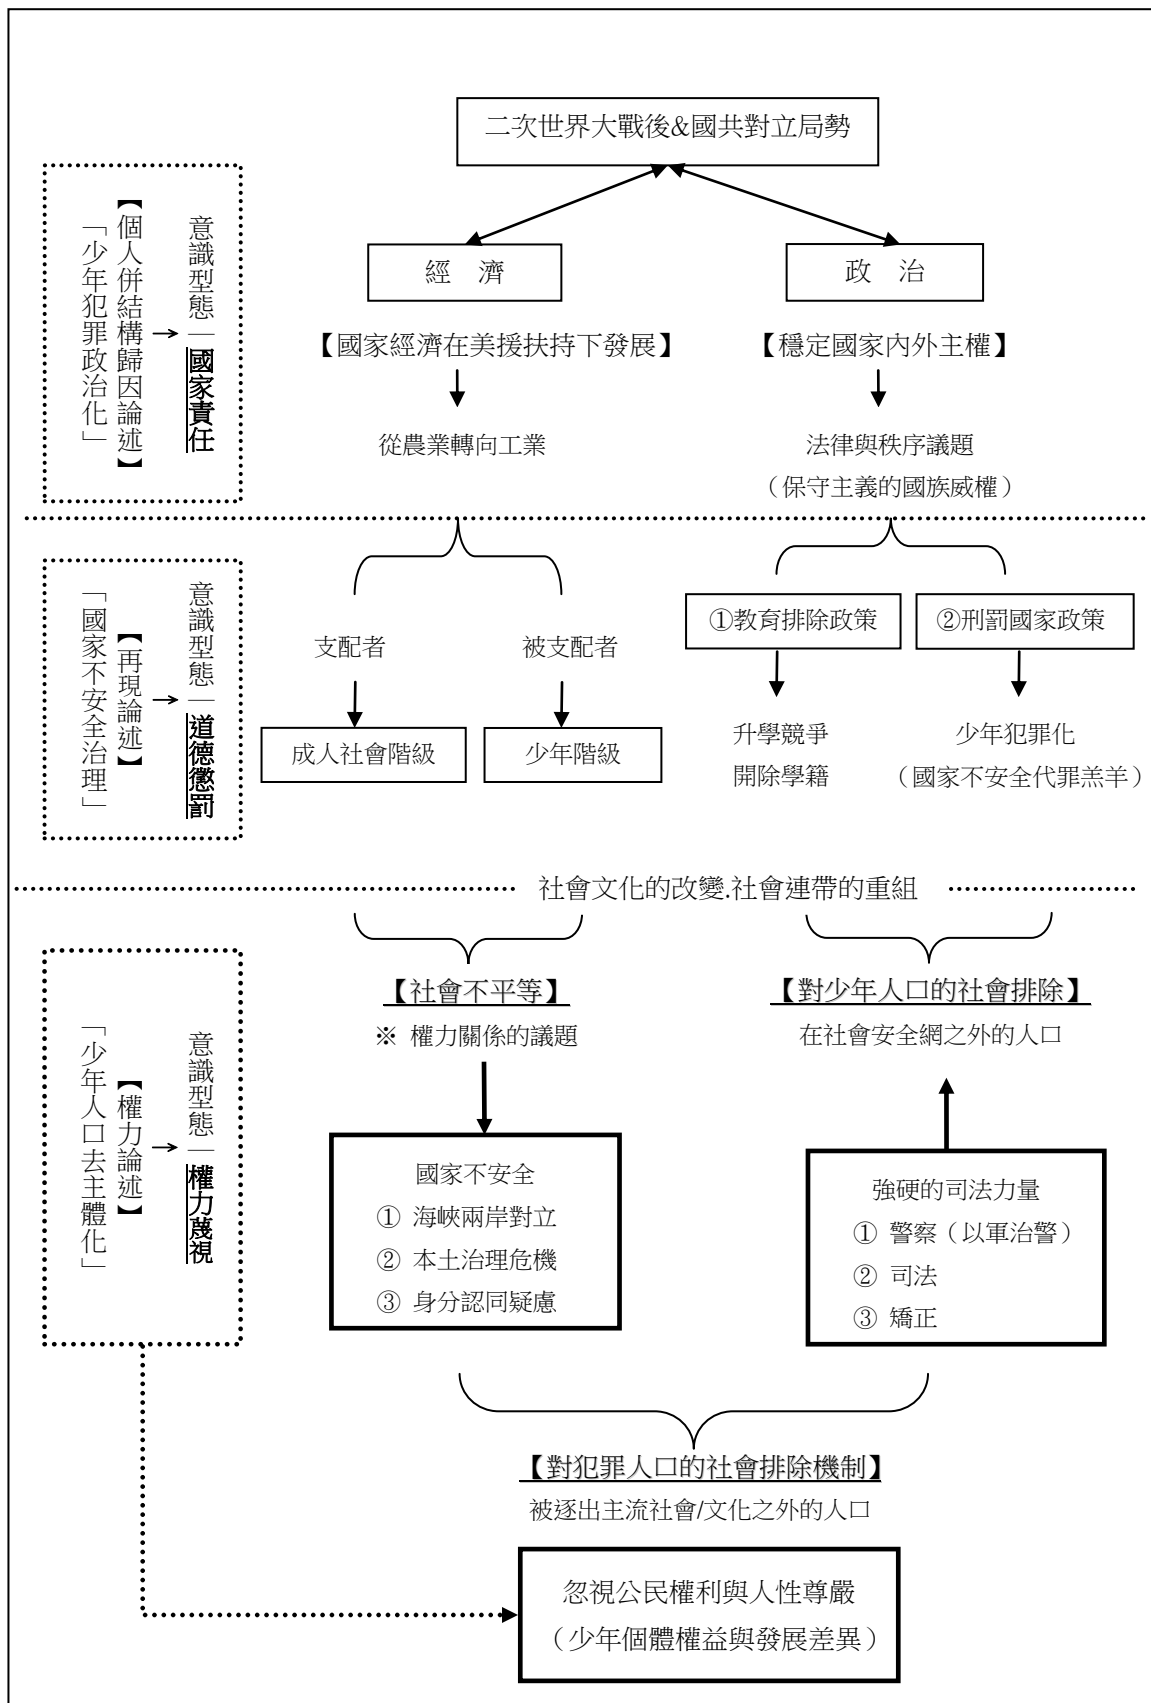 二次世界大戰後&國共對立局勢
經　濟
政　治
【國家經濟在美援扶持下發展】
【穩定國家內外主權】
從農業轉向工業
法律與秩序議題
（保守主義的國族威權）
意識型態｜國家責任
【個人併結構歸因論述】
「少年犯罪政治化」
支配者
被支配者
成人社會階級
少年階級
①教育排除政策
②刑罰國家政策
升學競爭
開除學籍
少年犯罪化
（國家不安全代罪羔羊）
意識型態｜道德懲罰
【再現論述】
「國家不安全治理」
社會文化的改變.社會連帶的重組
【社會不平等】
※ 權力關係的議題
【對少年人口的社會排除】
在社會安全網之外的人口
國家不安全
① 海峽兩岸對立
② 本土治理危機
③ 身分認同疑慮
強硬的司法力量
① 警察（以軍治警）
② 司法
③ 矯正
意識型態｜權力蔑視
【權力論述】
「少年人口去主體化」
【對犯罪人口的社會排除機制】
被逐出主流社會/文化之外的人口
忽視公民權利與人性尊嚴
（少年個體權益與發展差異）